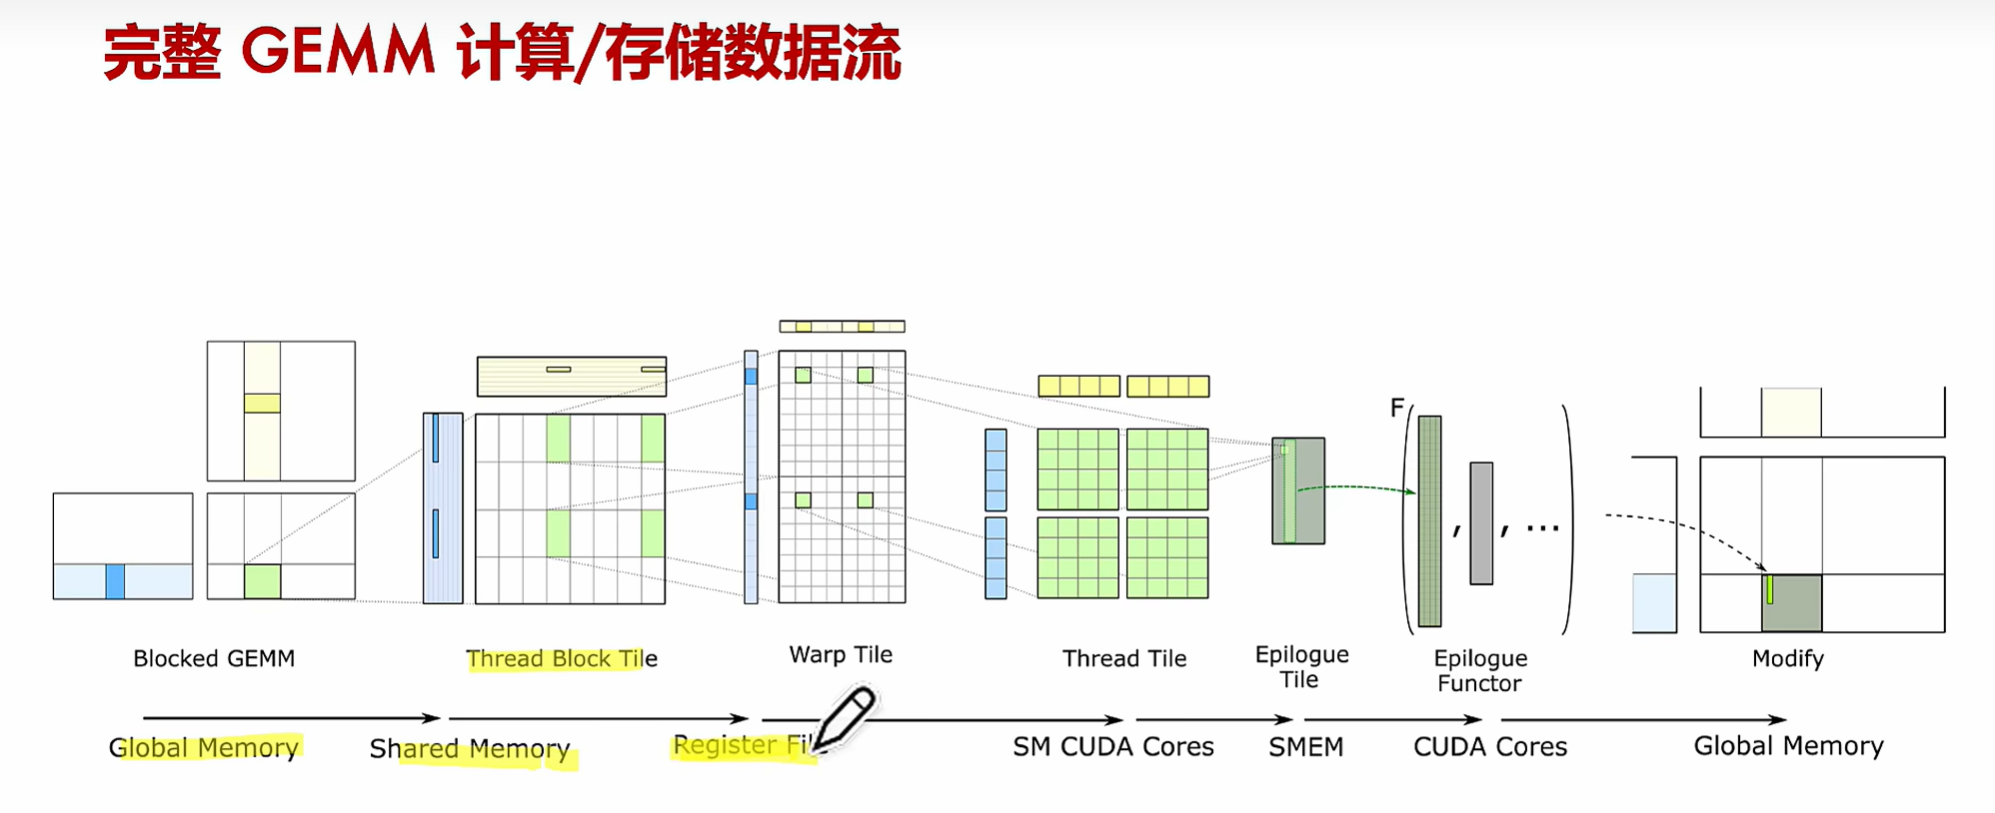 完整 GEMM 计算/存储数据流
F
, , ...
Blocked GEMM
Thread Block Tile
Warp Tile
Thread Tile
Epilogue
Tile
Epilogue
Functor
Modify
Global Memory
Shared Memory
Register Fil
SM CUDA Cores
SMEM
CUDA Cores
Global Memory